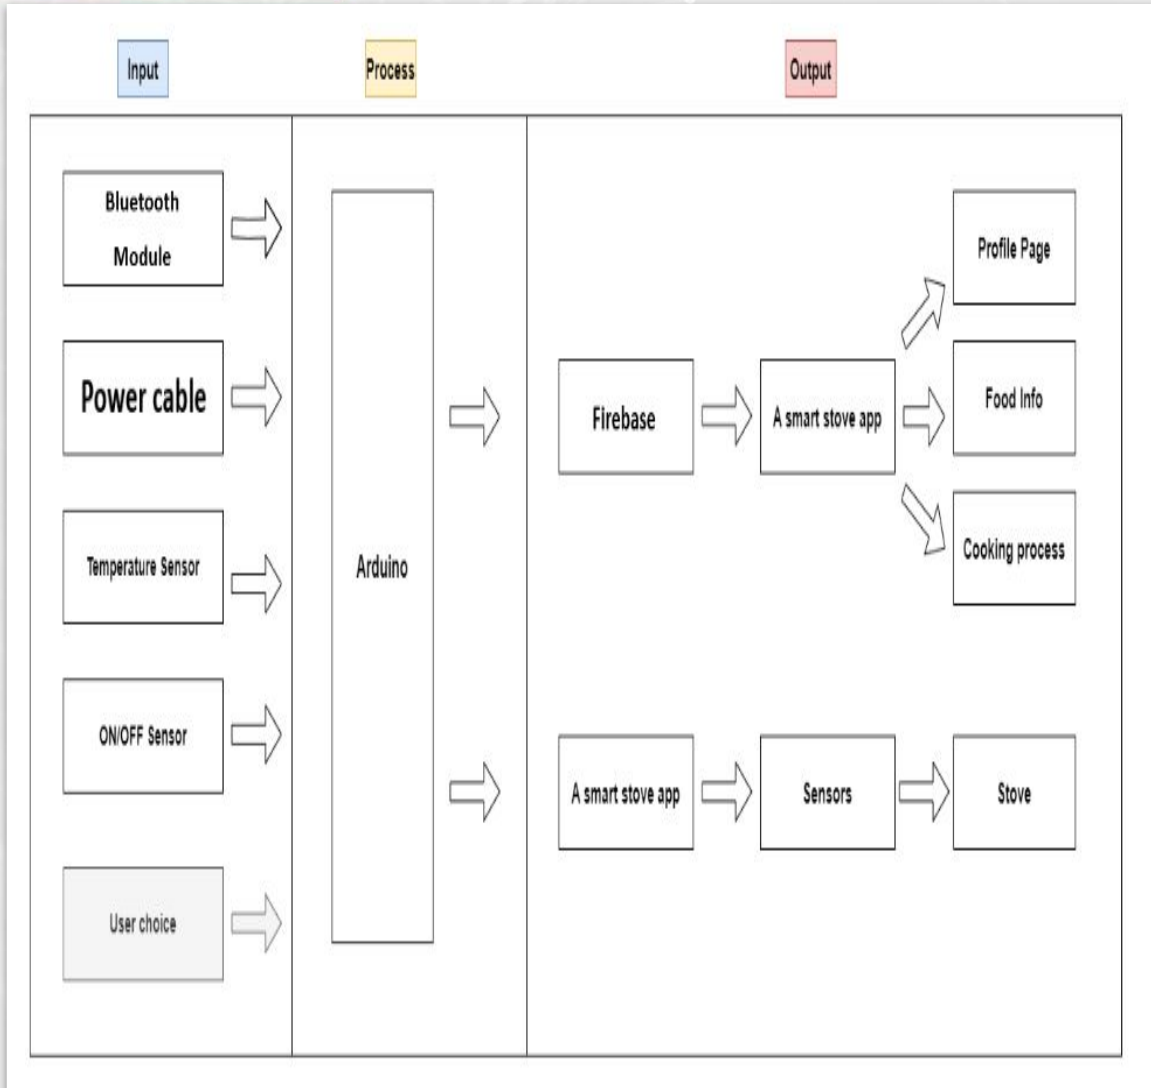 Input
Process
Output
Bluetooth
Module
Power cable
Temperature Sensor
ON/OFF Sensor
User choice
Arduino
Firebase
A smart stove app
Profile Page
Food Info
Cooking process
A smart stove app
Sensors
Stove